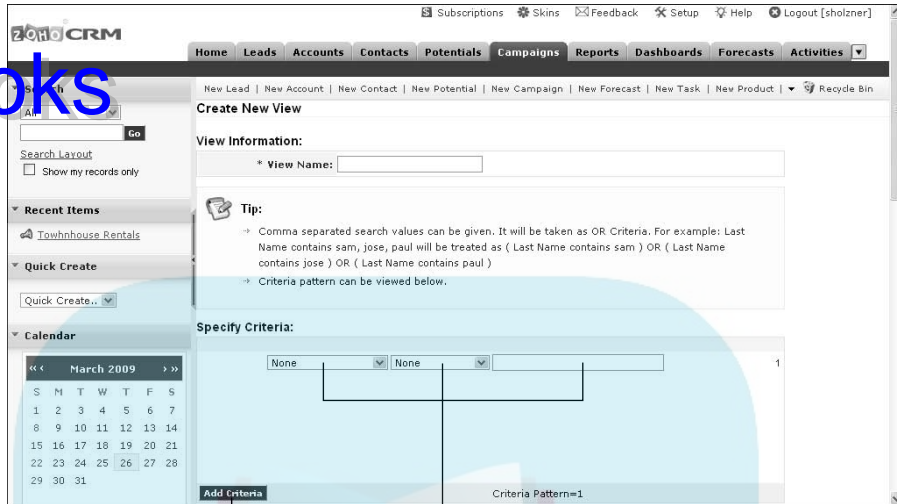 Subscriptions Skins Feedback Setup Help Logout [sholzner]
ZOHO CRM
Home Leads Accounts Contacts Potentials Campaigns Reports Dashboards Forecasts Activities
oks
New Lead | New Account | New Contact | New Potential | New Campaign | New Forecast | New Task | New Product | Recycle Bin
Search
All
Go
Search Layout
Show my records only
Recent Items
Towhnhouse Rentals
Quick Create
Quick Create..
Calendar
«‹ March 2009 ›»
S M T W T F S
1 2 3 4 5 6 7
8 9 10 11 12 13 14
15 16 17 18 19 20 21
22 23 24 25 26 27 28
29 30 31
Create New View
View Information:
* View Name:
Tip:
Comma separated search values can be given. It will be taken as OR Criteria. For example: Last
Name contains sam, jose, paul will be treated as ( Last Name contains sam ) OR ( Last Name
contains jose ) OR ( Last Name contains paul )
Criteria pattern can be viewed below.
Specify Criteria:
None None 1
Add Criteria Criteria Pattern=1